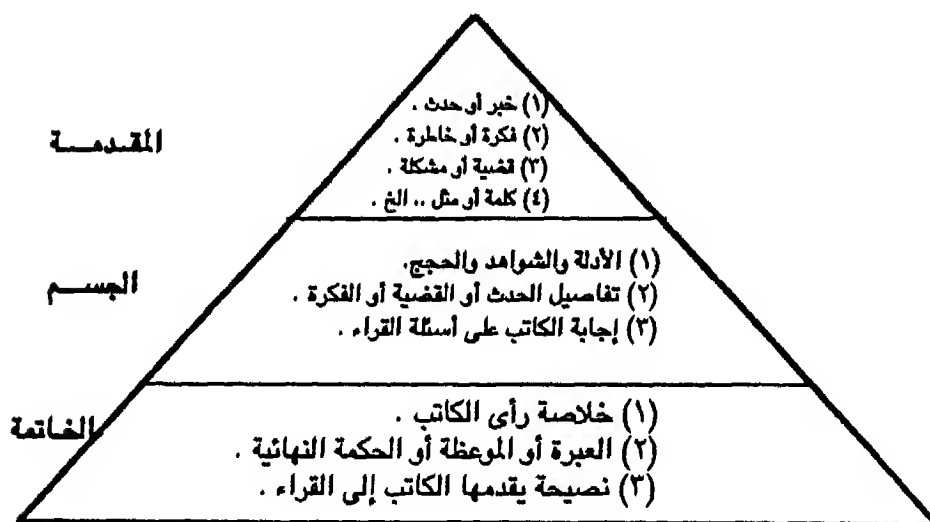 المقدمة
(١) خبر أو حدث .
(٢) فكرة أو خاطرة .
(٣) قضية أو مشكلة .
(٤) كلمة أو مثل .. الخ .
الجسم
(١) الأدلة والشواهد والحجج.
(٢) تفاصيل الحدث أو القضية أو الفكرة .
(٣) إجابة الكاتب على أسئلة القراء .
الخاتمة
(١) خلاصة رأى الكاتب .
(٢) العبرة أو الموعظة أو الحكمة النهائية .
(٣) نصيحة يقدمها الكاتب إلى القراء .